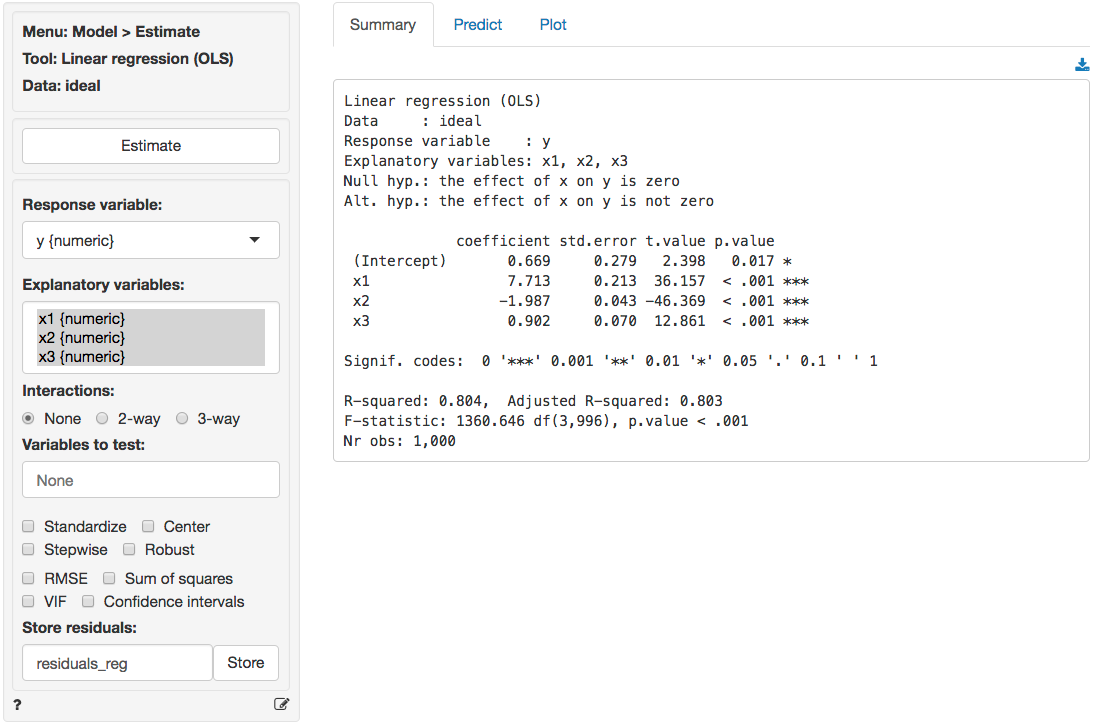 Menu: Model > Estimate
Tool: Linear regression (OLS)
Data: ideal
Estimate
Response variable:
y {numeric}
Explanatory variables:
x1 {numeric}
x2 {numeric}
x3 {numeric}
Interactions:
None 2-way 3-way
Variables to test:
None
Standardize Center
Stepwise Robust
RMSE Sum of squares
VIF Confidence intervals
Store residuals:
residuals_reg Store
?
Summary Predict Plot
Linear regression (OLS)
Data     : ideal
Response variable    : y
Explanatory variables: x1, x2, x3
Null hyp.: the effect of x on y is zero
Alt. hyp.: the effect of x on y is not zero
coefficient std.error t.value p.value
(Intercept) 0.669 0.279 2.398 0.017 *
x1 7.713 0.213 36.157 < .001 ***
x2 -1.987 0.043 -46.369 < .001 ***
x3 0.902 0.070 12.861 < .001 ***
Signif. codes:  0 '***' 0.001 '**' 0.01 '*' 0.05 '.' 0.1 ' ' 1
R-squared: 0.804,  Adjusted R-squared: 0.803
F-statistic: 1360.646 df(3,996), p.value < .001
Nr obs: 1,000